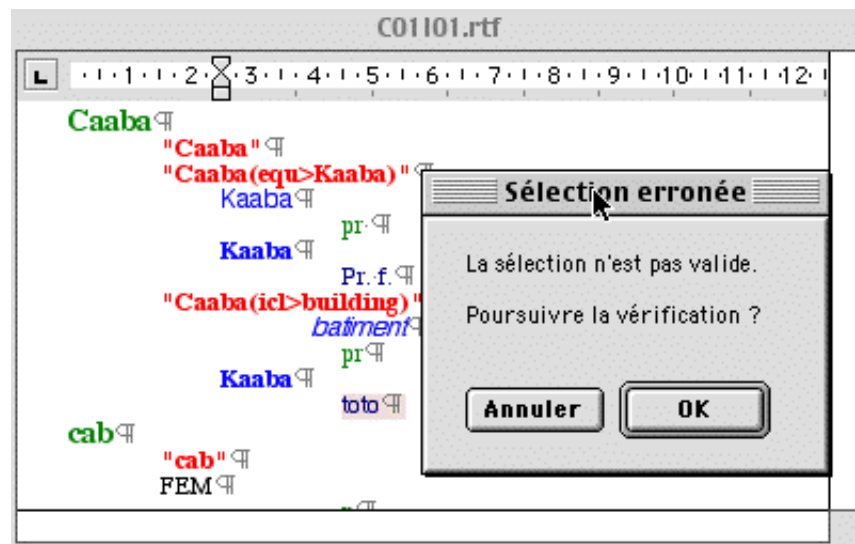 C01I01.rtf
1 2 3 4 5 6 7 8 9 10 11 12
Caaba¶
"Caaba"¶
"Caaba(equ>Kaaba)"¶
Kaaba¶
pr·¶
Kaaba¶
Pr.·f.¶
"Caaba(icl>building)"
batiment¶
pr¶
Kaaba¶
toto¶
cab¶
"cab"¶
FEM¶
Sélection erronée
La sélection n'est pas valide.
Poursuivre la vérification ?
Annuler OK